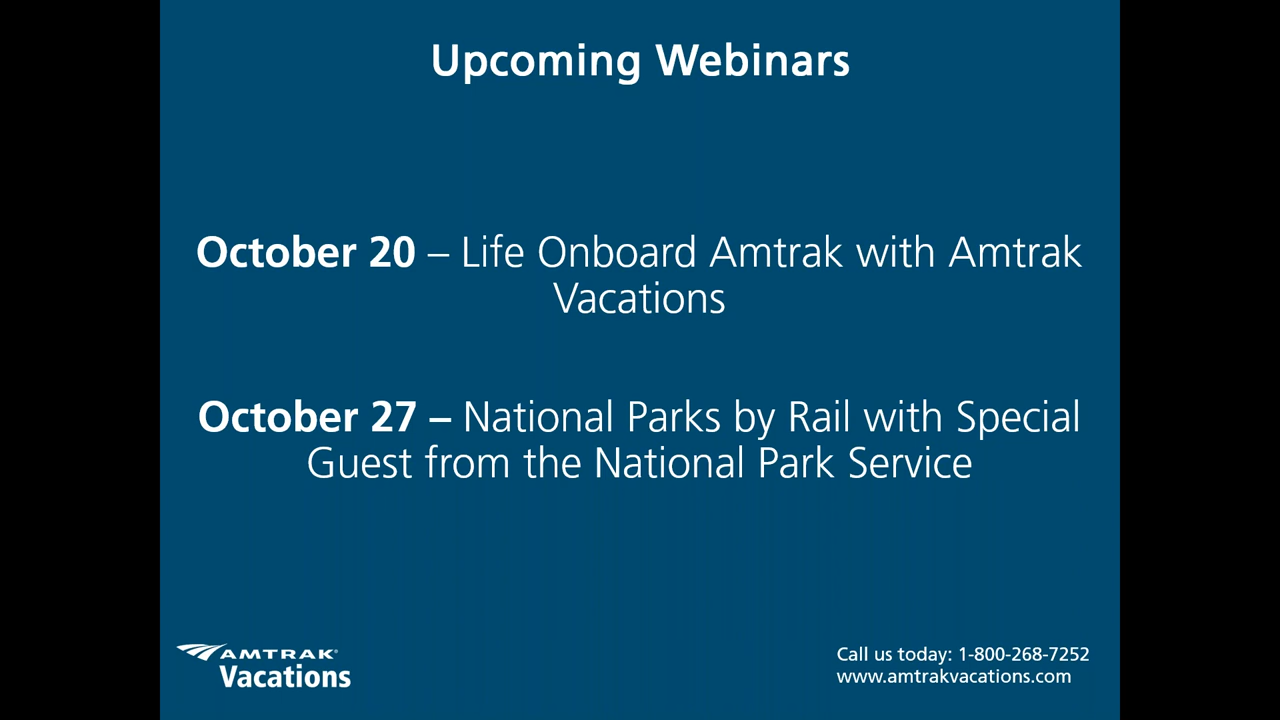 Upcoming Webinars
October 20 – Life Onboard Amtrak with Amtrak
Vacations
October 27 – National Parks by Rail with Special
Guest from the National Park Service
AMTRAK®
Vacations
Call us today: 1-800-268-7252
www.amtrakvacations.com